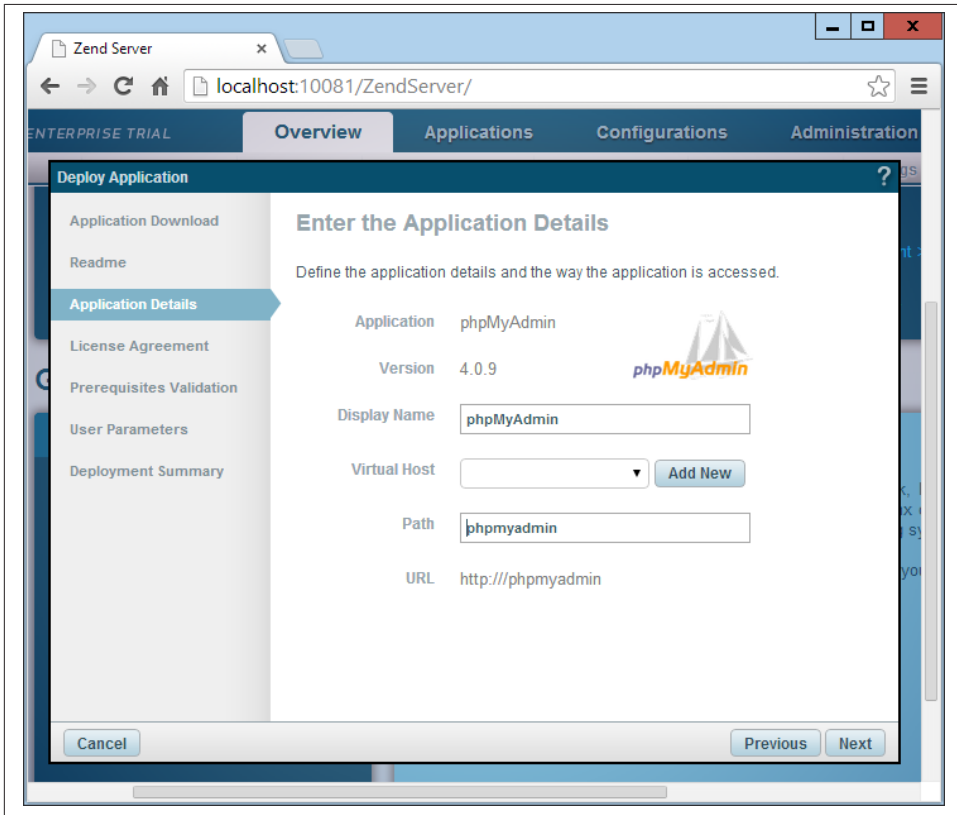 Zend Server
localhost:10081/ZendServer/
ENTERPRISE TRIAL
Overview
Applications
Configurations
Administration
Deploy Application
?
gs
Application Download
Readme
Application Details
License Agreement
Prerequisites Validation
User Parameters
Deployment Summary
Enter the Application Details
Define the application details and the way the application is accessed.
Application phpMyAdmin
Version 4.0.9
phpMyAdmin
Display Name phpMyAdmin
Virtual Host Add New
Path phpmyadmin
URL http:///phpmyadmin
Cancel
Previous
Next